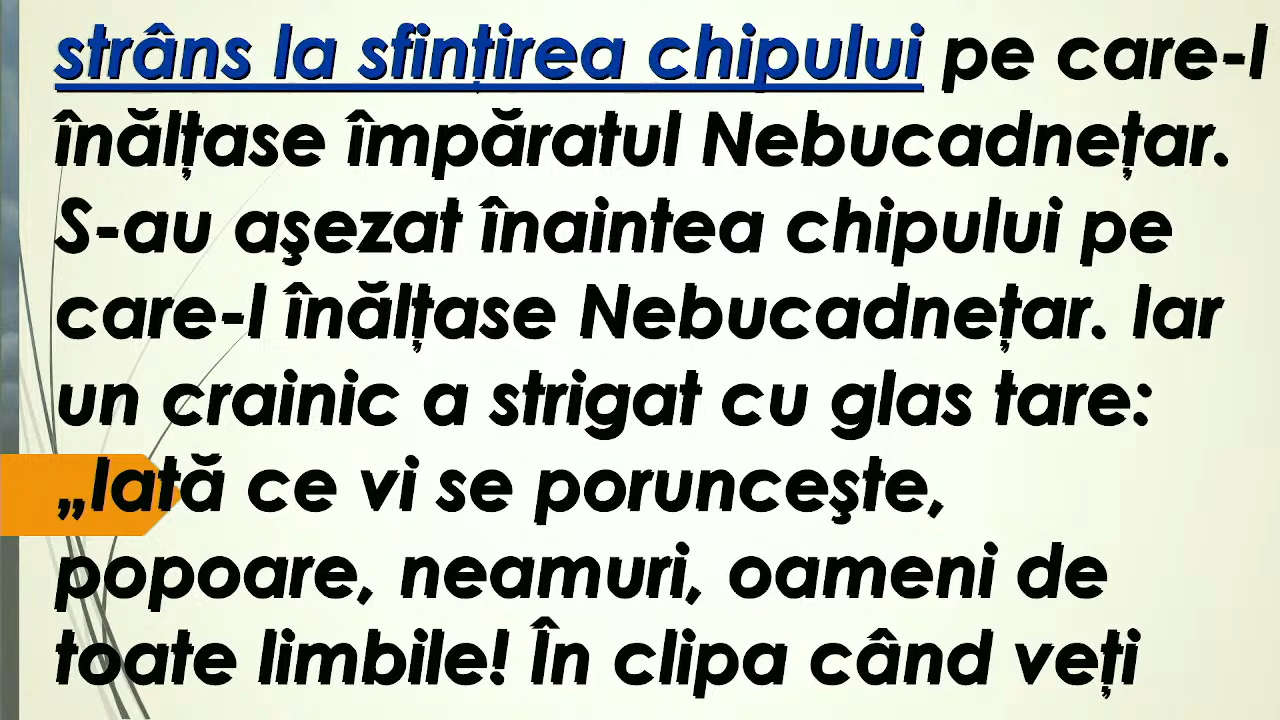 strâns la sfințirea chipului pe care-l
înălțase împăratul Nebucadnețar.
S-au aşezat înaintea chipului pe
care-l înălțase Nebucadnețar. Iar
un crainic a strigat cu glas tare:
„Iată ce vi se porunceşte,
popoare, neamuri, oameni de
toate limbile! În clipa când veți